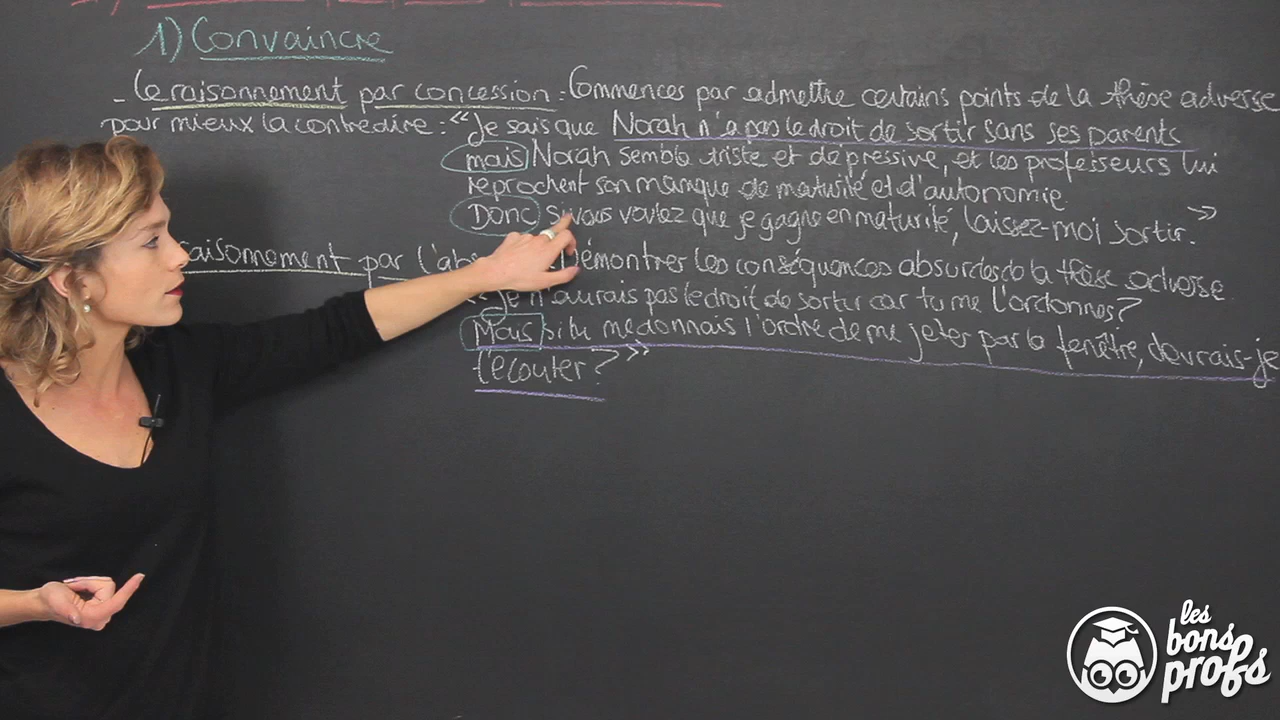 1) Convaincre
- Le raisonnement par concession : Commences par admettre certains points de la thèse adverse
pour mieux la contredire : "Je sais que Norah n'a pas le droit de sortir sans ses parents
mais Norah semble triste et dépressive, et les professeurs lui
reprochent son manque de maturité et d'autonomie
Donc si vous voulez que je gagne en maturité, laissez-moi sortir. "
raisonnement par l'abs Démontrer les conséquences absurdes de la thèse adverse
"Je n'aurais pas le droit de sortir car tu me l'ordonnes?
Mais si tu me donnais l'ordre de me jeter par la fenêtre, devrais-je
t'écouter? "
les
bons
profs